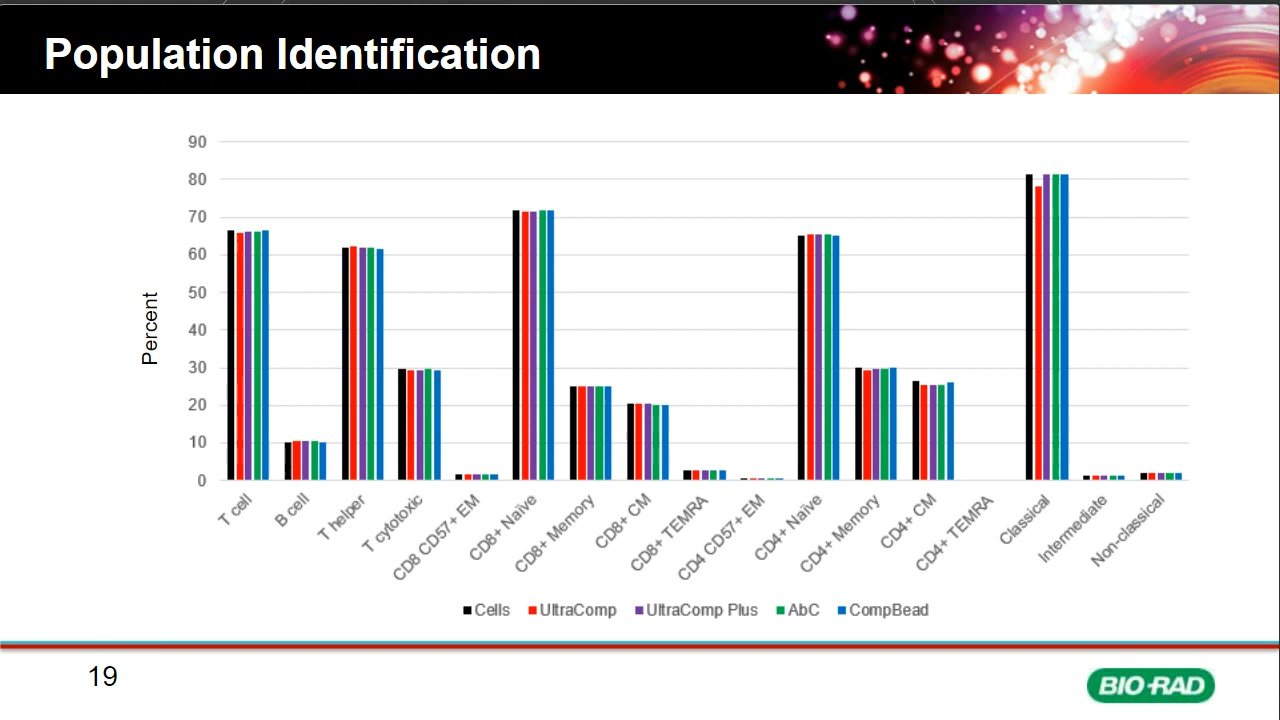 Population Identification
90
80
70
60
50
40
30
20
10
0
Percent
T cell
B cell
T helper
T cytotoxic
CD8 CD57+ EM
CD8+ Naïve
CD8+ Memory
CD8+ CM
CD8+ TEMRA
CD4 CD57+ EM
CD4+ Naïve
CD4+ Memory
CD4+ CM
CD4+ TEMRA
Classical
Intermediate
Non-classical
Cells UltraComp UltraComp Plus AbC CompBead
19
BIO-RAD